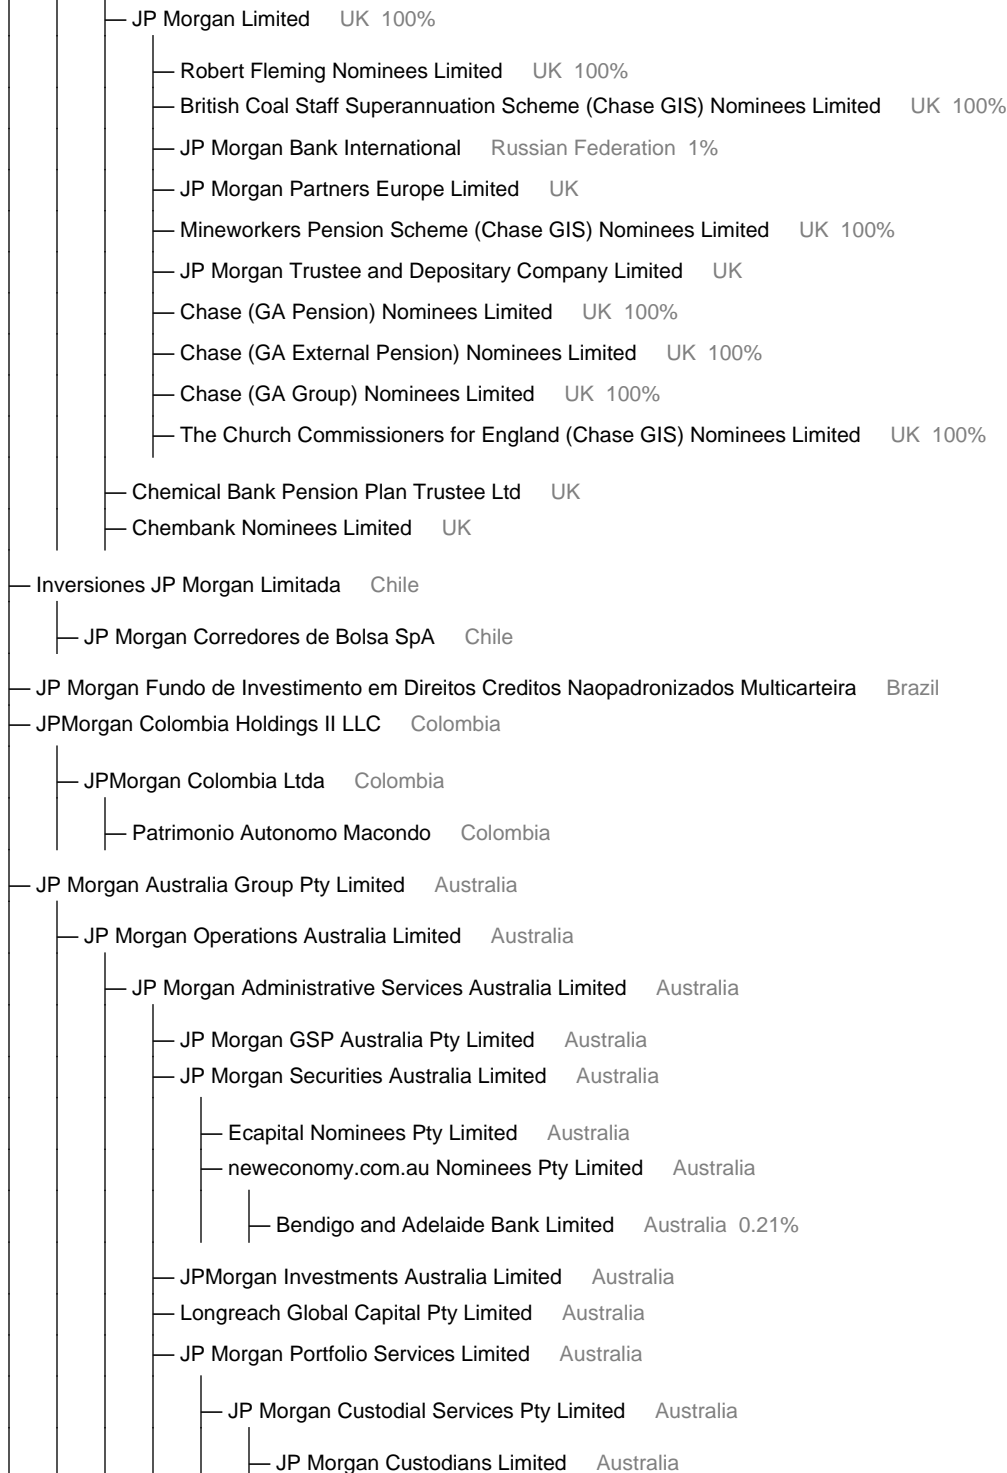 JP Morgan Limited UK 100%
Robert Fleming Nominees Limited UK 100%
British Coal Staff Superannuation Scheme (Chase GIS) Nominees Limited UK 100%
JP Morgan Bank International Russian Federation 1%
JP Morgan Partners Europe Limited UK
Mineworkers Pension Scheme (Chase GIS) Nominees Limited UK 100%
JP Morgan Trustee and Depositary Company Limited UK
Chase (GA Pension) Nominees Limited UK 100%
Chase (GA External Pension) Nominees Limited UK 100%
Chase (GA Group) Nominees Limited UK 100%
The Church Commissioners for England (Chase GIS) Nominees Limited UK 100%
Chemical Bank Pension Plan Trustee Ltd UK
Chembank Nominees Limited UK
Inversiones JP Morgan Limitada Chile
JP Morgan Corredores de Bolsa SpA Chile
JP Morgan Fundo de Investimento em Direitos Creditos Naopadronizados Multicarteira Brazil
JPMorgan Colombia Holdings II LLC Colombia
JPMorgan Colombia Ltda Colombia
Patrimonio Autonomo Macondo Colombia
JP Morgan Australia Group Pty Limited Australia
JP Morgan Operations Australia Limited Australia
JP Morgan Administrative Services Australia Limited Australia
JP Morgan GSP Australia Pty Limited Australia
JP Morgan Securities Australia Limited Australia
Ecapital Nominees Pty Limited Australia
neweconomy.com.au Nominees Pty Limited Australia
Bendigo and Adelaide Bank Limited Australia 0.21%
JPMorgan Investments Australia Limited Australia
Longreach Global Capital Pty Limited Australia
JP Morgan Portfolio Services Limited Australia
JP Morgan Custodial Services Pty Limited Australia
JP Morgan Custodians Limited Australia